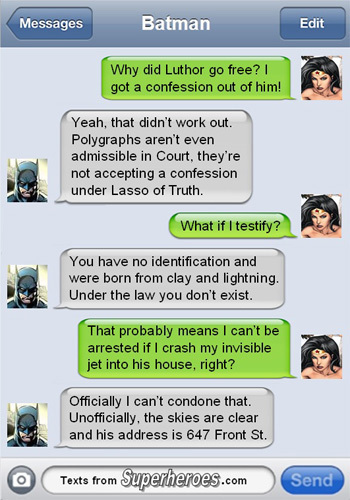 Messages
Batman
Edit
Why did Luthor go free? I
got a confession out of him!
Yeah, that didn't work out.
Polygraphs aren't even
admissible in Court, they're
not accepting a confession
under Lasso of Truth.
What if I testify?
You have no identification and
were born from clay and lightning.
Under the law you don't exist.
That probably means I can't be
arrested if I crash my invisible
jet into his house, right?
Officially I can't condone that.
Unofficially, the skies are clear
and his address is 647 Front St.
Texts from Superheroes.com
Send